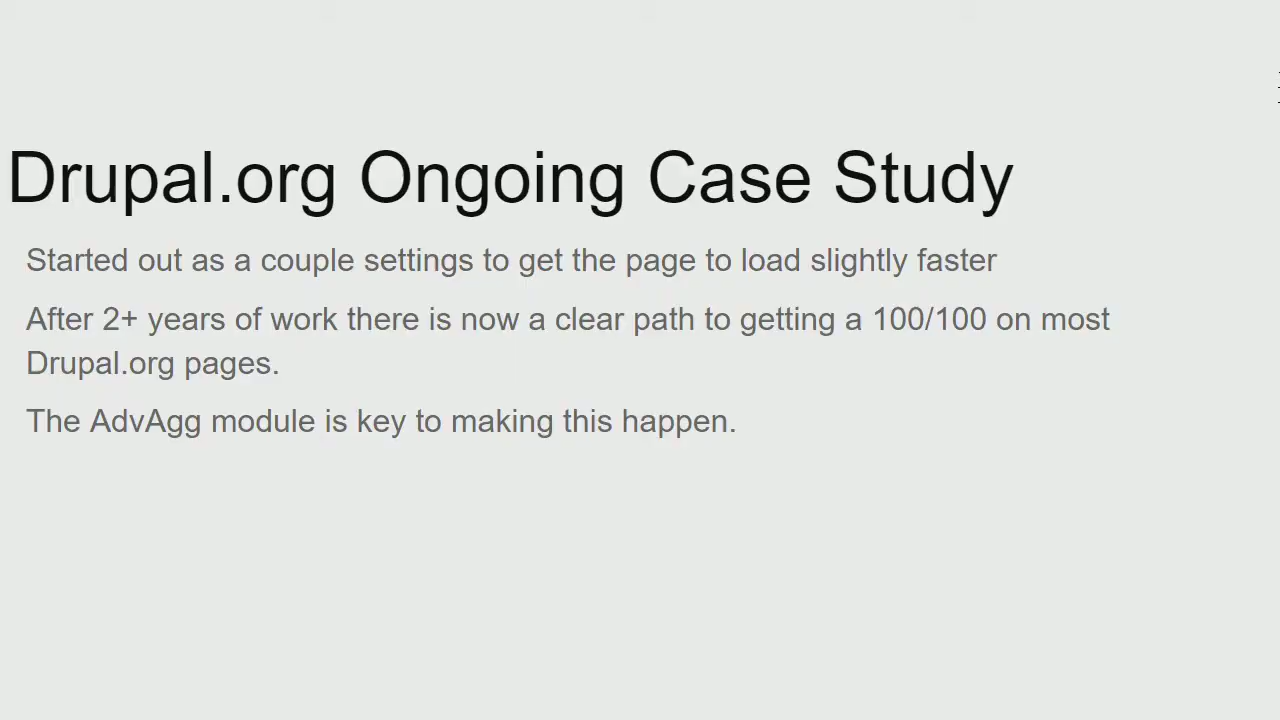 Drupal.org Ongoing Case Study
Started out as a couple settings to get the page to load slightly faster
After 2+ years of work there is now a clear path to getting a 100/100 on most
Drupal.org pages.
The AdvAgg module is key to making this happen.